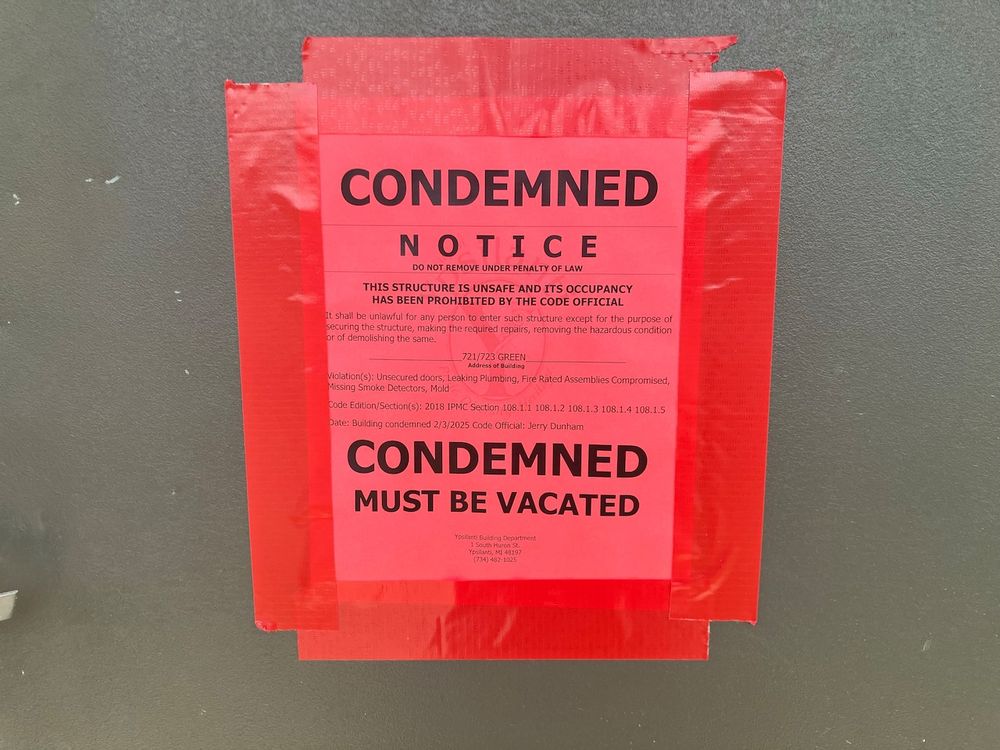 CONDEMNED
NOTICE
DO NOT REMOVE UNDER PENALTY OF LAW
THIS STRUCTURE IS UNSAFE AND ITS OCCUPANCY
HAS BEEN PROHIBITED BY THE CODE OFFICIAL
It shall be unlawful for any person to enter such structure except for the purpose of
securing the structure, making the required repairs, removing the hazardous condition
or of demolishing the same.
721/723 GREEN
Address of Building
Violation(s): Unsecured doors, Leaking Plumbing, Fire Rated Assemblies Compromised,
Missing Smoke Detectors, Mold
Code Edition/Section(s): 2018 IPMC Section 108.1.1 108.1.2 108.1.3 108.1.4 108.1.5
Date: Building condemned 2/3/2025 Code Official: Jerry Dunham
CONDEMNED
MUST BE VACATED
Ypsilanti Building Department
1 South Huron St.
Ypsilanti, MI 48197
(734) 482-1025